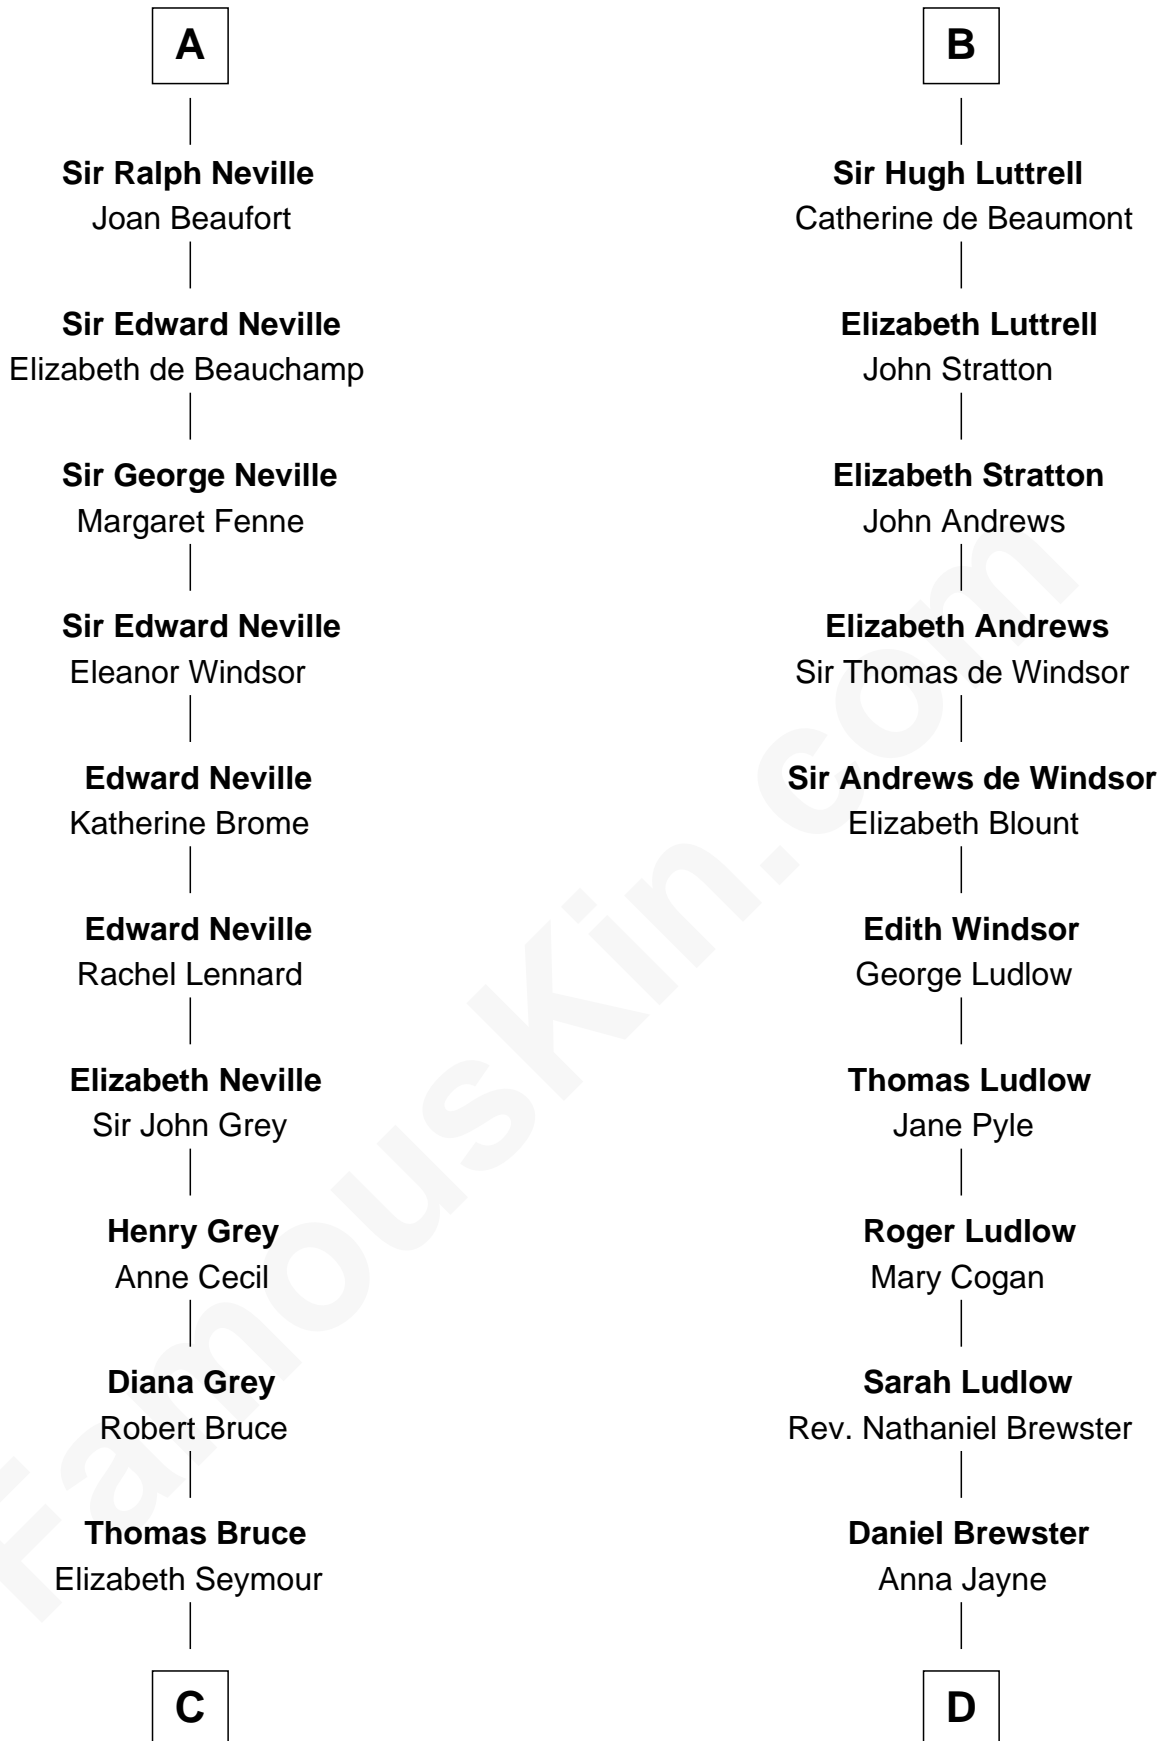 A
Sir Ralph Neville
Joan Beaufort
Sir Edward Neville
Elizabeth de Beauchamp
Sir George Neville
Margaret Fenne
Sir Edward Neville
Eleanor Windsor
Edward Neville
Katherine Brome
Edward Neville
Rachel Lennard
Elizabeth Neville
Sir John Grey
Henry Grey
Anne Cecil
Diana Grey
Robert Bruce
Thomas Bruce
Elizabeth Seymour
C
B
Sir Hugh Luttrell
Catherine de Beaumont
Elizabeth Luttrell
John Stratton
Elizabeth Stratton
John Andrews
Elizabeth Andrews
Sir Thomas de Windsor
Sir Andrews de Windsor
Elizabeth Blount
Edith Windsor
George Ludlow
Thomas Ludlow
Jane Pyle
Roger Ludlow
Mary Cogan
Sarah Ludlow
Rev. Nathaniel Brewster
Daniel Brewster
Anna Jayne
D
FamousKin.com